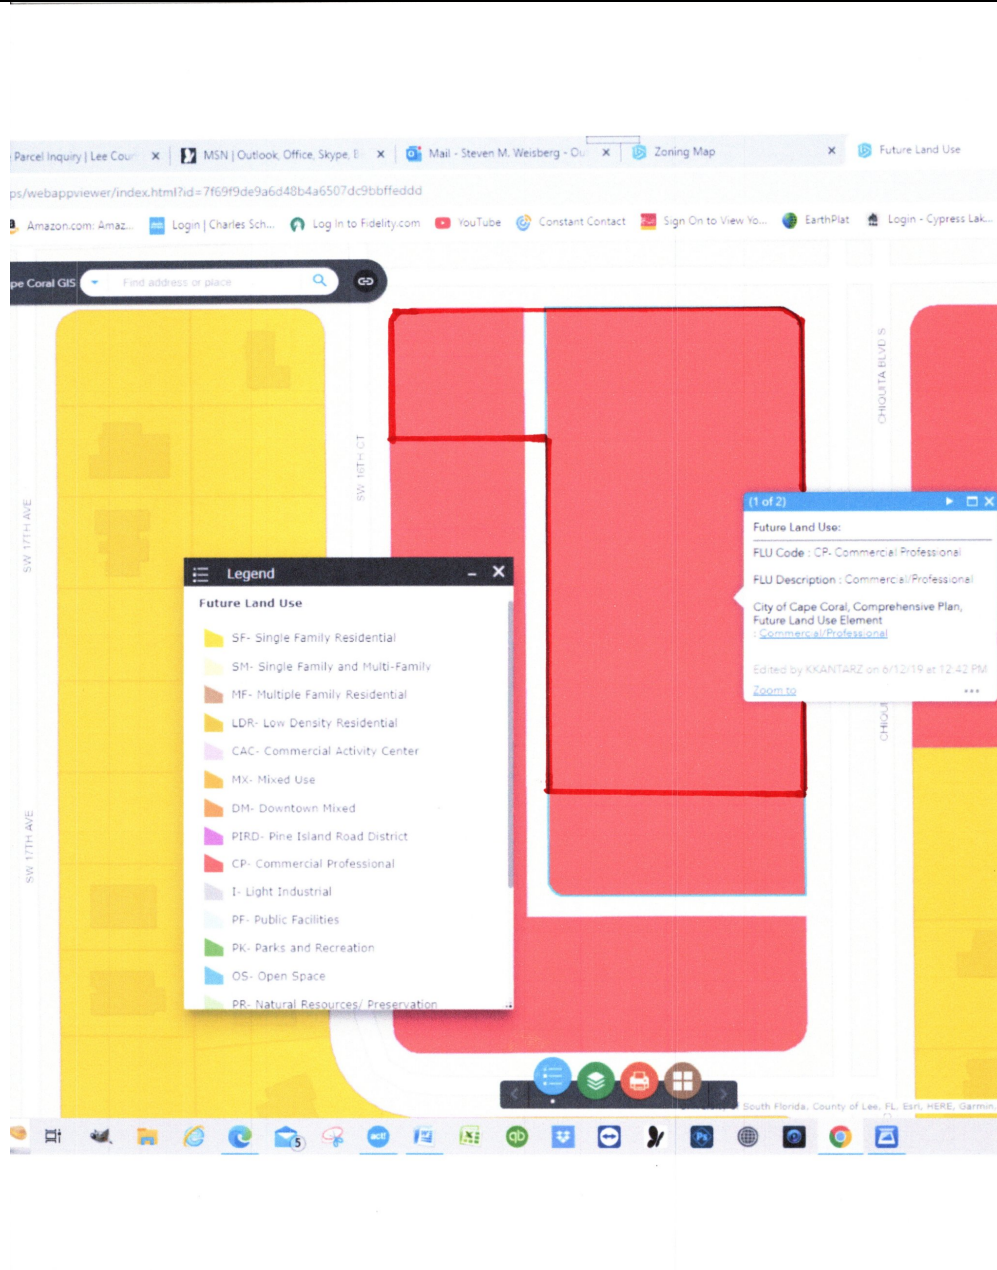 Parcel Inquiry | Lee Cour
MSN | Outlook, Office, Skype, B
Mail - Steven M. Weisberg - Ou
Zoning Map
Future Land Use
ps/webappviewer/index.html?id=7f69f9de9a6d48b4a6507dc9bbffeddd
Amazon.com: Amaz...
Login | Charles Sch...
Log In to Fidelity.com
YouTube
Constant Contact
Sign On to View Yo...
EarthPlat
Login - Cypress Lak...
pe Coral GIS
Find address or place
CHIQUITA BLVD S
SW 16TH CT
SW 17TH AVE
(1 of 2)
Future Land Use:
FLU Code : CP- Commercial Professional
FLU Description : Commercial/Professional
City of Cape Coral, Comprehensive Plan,
Future Land Use Element
: Commercial/Professional
Edited by KKANTARZ on 6/12/19 at 12:42 PM
Zoom to
...
CHIQU
Legend
Future Land Use
SF- Single Family Residential
SM- Single Family and Multi-Family
MF- Multiple Family Residential
LDR- Low Density Residential
CAC- Commercial Activity Center
MX- Mixed Use
DM- Downtown Mixed
PIRD- Pine Island Road District
CP- Commercial Professional
I- Light Industrial
PF- Public Facilities
PK- Parks and Recreation
OS- Open Space
PR- Natural Resources/ Preservation
SW 17TH AVE
South Florida, County of Lee, FL, Esri, HERE, Garmin,
5
act!
qb
Ps